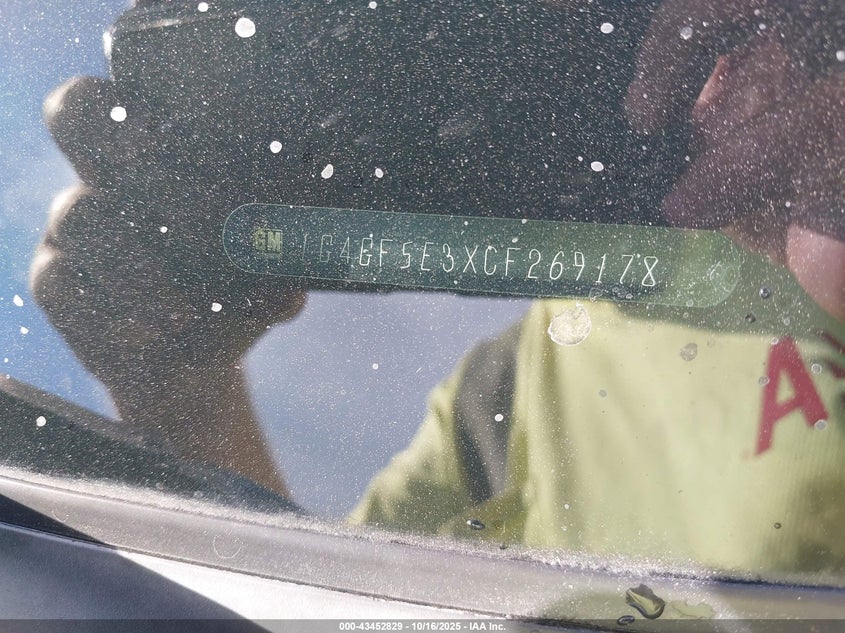 GM 1G4GF5E3XCF269178
A
000-43452829 - 10/16/2025 - IAA Inc.